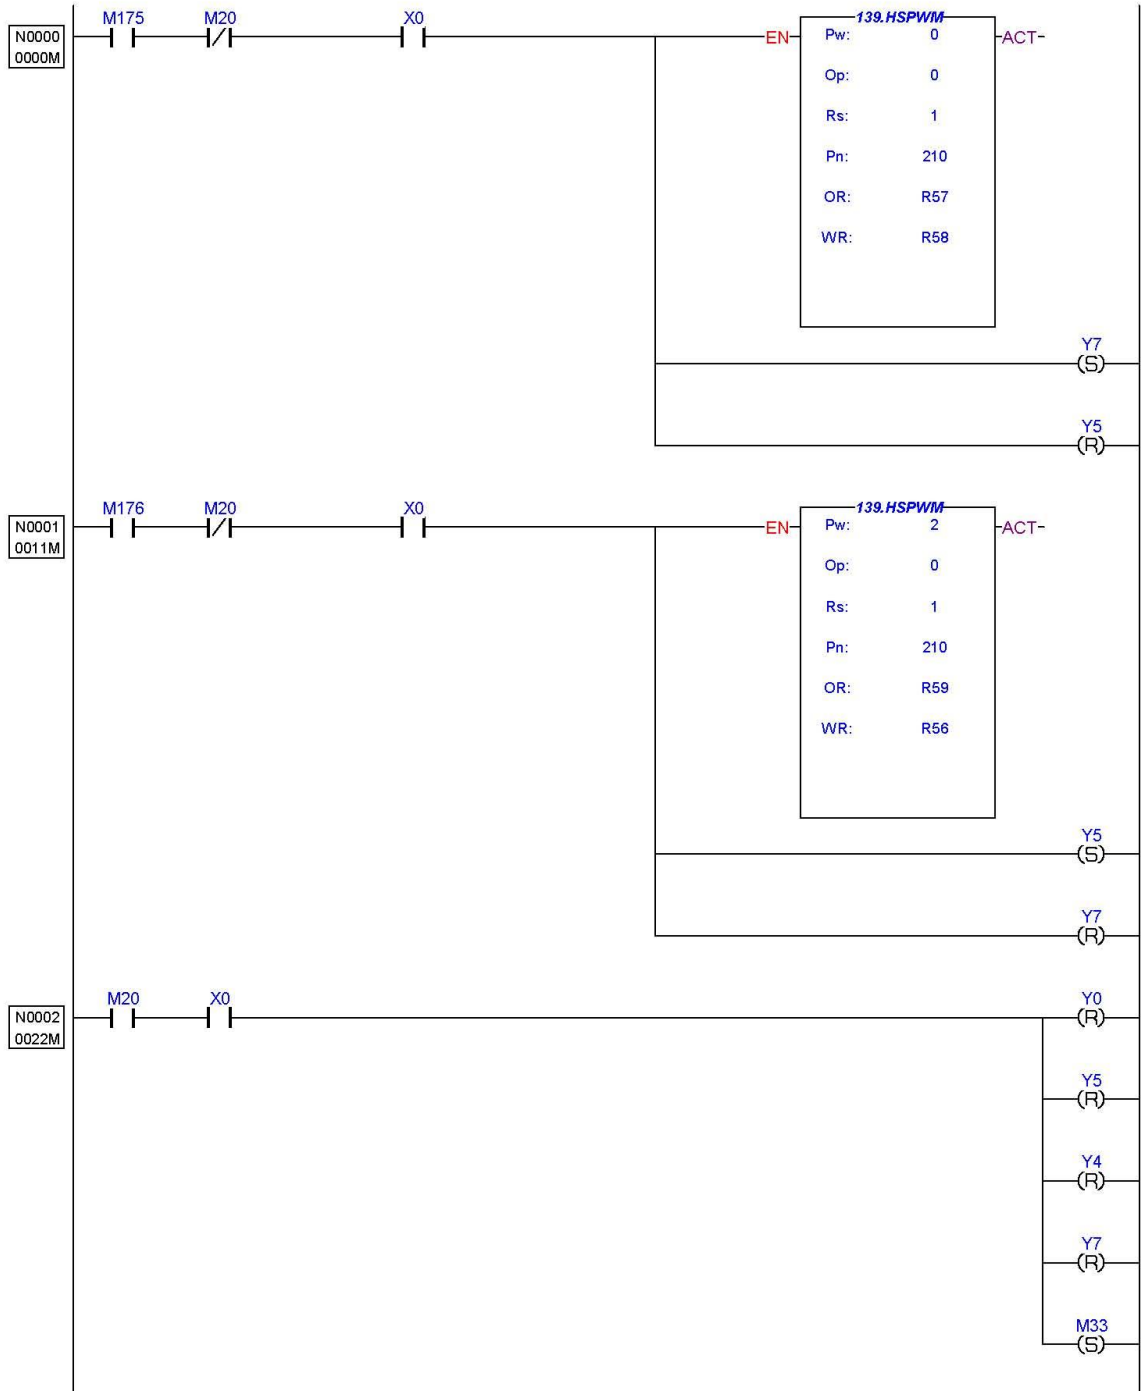 M175 M20 X0 139.HSPWM
N0000 EN Pw: 0 ACT
0000M
Op: 0
Rs: 1
Pn: 210
OR: R57
WR: R58
Y7
(S)
Y5
(R)
M176 M20 X0 139.HSPWM
N0001 EN Pw: 2 ACT
0011M
Op: 0
Rs: 1
Pn: 210
OR: R59
WR: R56
Y5
(S)
Y7
(R)
M20 X0 Y0
N0002 (R)
0022M
Y5
(R)
Y4
(R)
Y7
(R)
M33
(S)